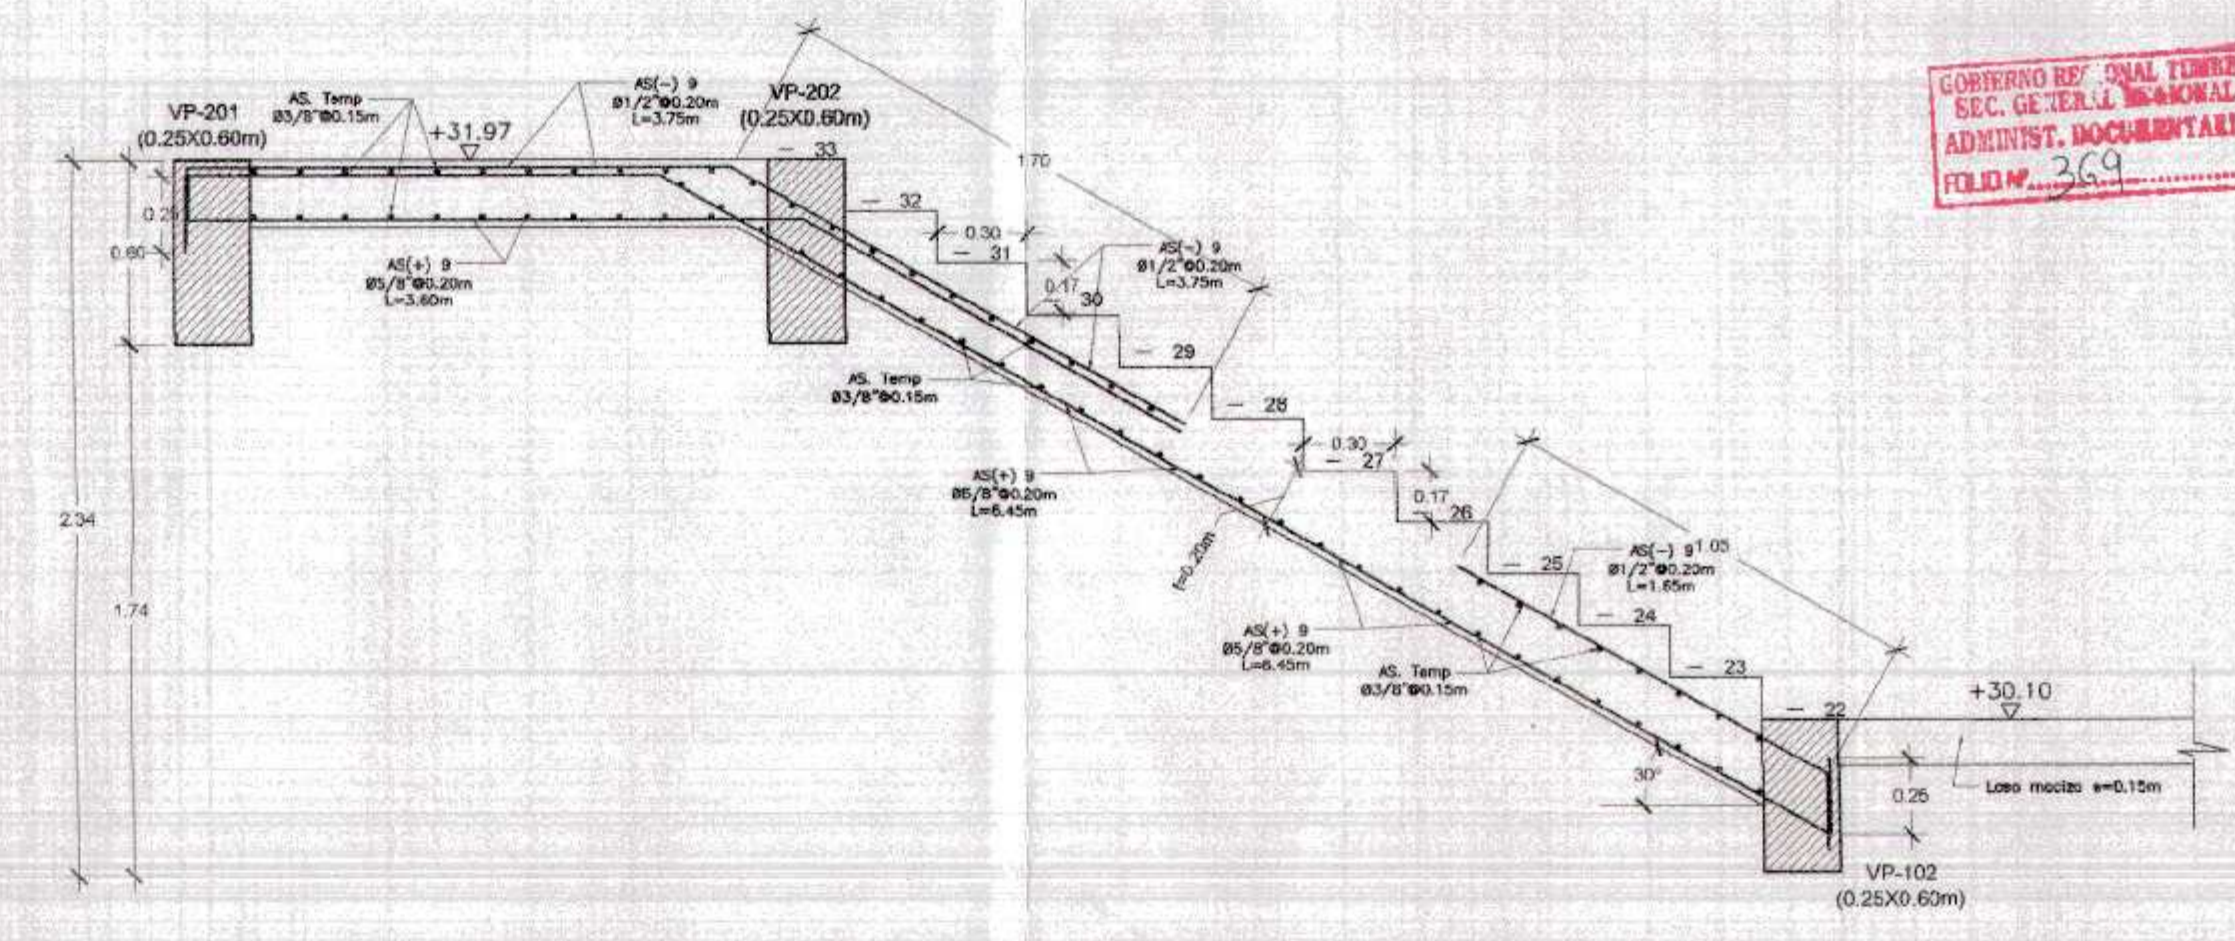 VP-201
(0.25X0.60m)
AS. Temp
Ø3/8"@0.15m
+31.97
AS(-) 9
Ø1/2"@0.20m
L=3.75m
VP-202
(0.25X0.60m)
33
1.70
GOBIERNO REGIONAL
SEC. GENERAL REGIONAL
ADMINIST.
FOLIO Nº 369
32
0.30
31
0.60
AS(+) 9
Ø5/8"@0.20m
L=3.60m
0.17
30
AS(-) 9
Ø1/2"@0.20m
L=3.75m
29
AS. Temp
Ø3/8"@0.15m
28
0.30
27
AS(+) 9
Ø5/8"@0.20m
L=6.45m
0.17
26
2.34
1.74
25
AS(-) 9
Ø1/2"@0.20m
L=1.65m
1.05
24
AS(+) 9
Ø5/8"@0.20m
L=6.45m
AS. Temp
Ø3/8"@0.15m
23
+30.10
22
30°
0.25
Losa maciza e=0.15m
VP-102
(0.25X0.60m)